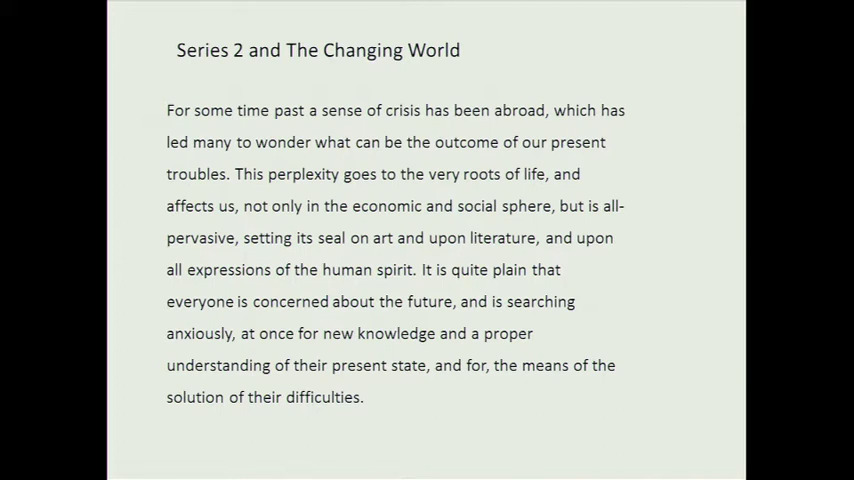 Series 2 and The Changing World
For some time past a sense of crisis has been abroad, which has
led many to wonder what can be the outcome of our present
troubles. This perplexity goes to the very roots of life, and
affects us, not only in the economic and social sphere, but is all-
pervasive, setting its seal on art and upon literature, and upon
all expressions of the human spirit. It is quite plain that
everyone is concerned about the future, and is searching
anxiously, at once for new knowledge and a proper
understanding of their present state, and for, the means of the
solution of their difficulties.